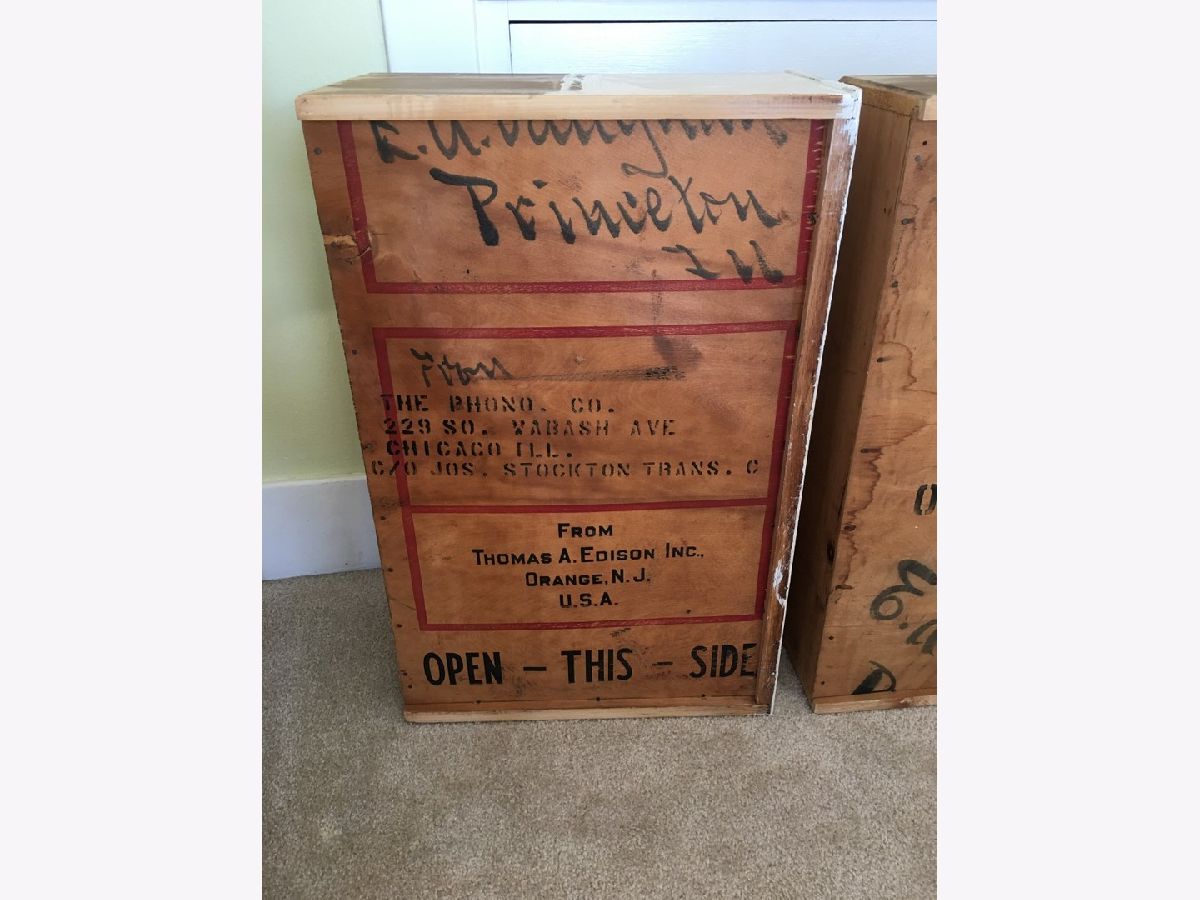 E. A. Vaughan
Princeton
Ill
From
THE PHONO. CO.
229 SO. WABASH AVE
CHICAGO ILL.
C/O JOS. STOCKTON TRANS. C
FROM
THOMAS A. EDISON INC.,
ORANGE, N. J.
U.S.A.
OPEN — THIS — SIDE